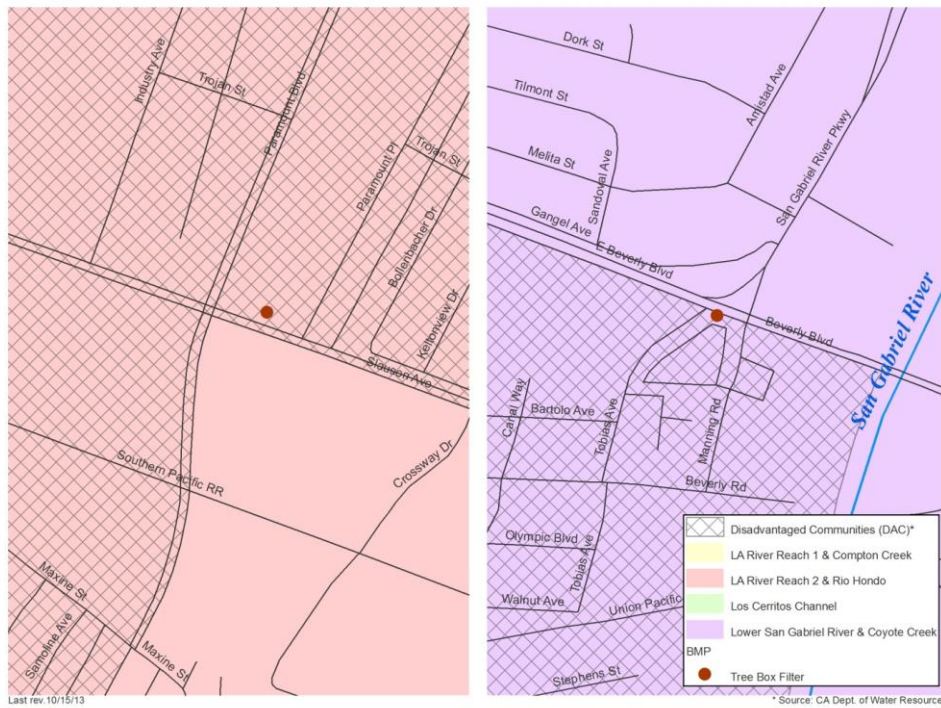 Industry Ave
Trojan St
Paramount Blvd
Paramount Pl
Trojan St
Bollenbacher Dr
Keltonview Dr
Slauson Ave
Southern Pacific RR
Crossway Dr
Maxine St
Samoline Ave
Maxine St
Last rev.10/15/13
Dork St
Tilmont St
Amistad Ave
Melita St
Sandoval Ave
San Gabriel River Pkwy
Gangel Ave
E Beverly Blvd
Beverly Blvd
San Gabriel River
Canal Way
Bartolo Ave
Tobias Ave
Manning Rd
Beverly Rd
Olympic Blvd
Tobias Ave
Walnut Ave
Union Pacific
Stephens St
Disadvantaged Communities (DAC)*
LA River Reach 1 & Compton Creek
LA River Reach 2 & Rio Hondo
Los Cerritos Channel
Lower San Gabriel River & Coyote Creek
BMP
Tree Box Filter
* Source: CA Dept. of Water Resource